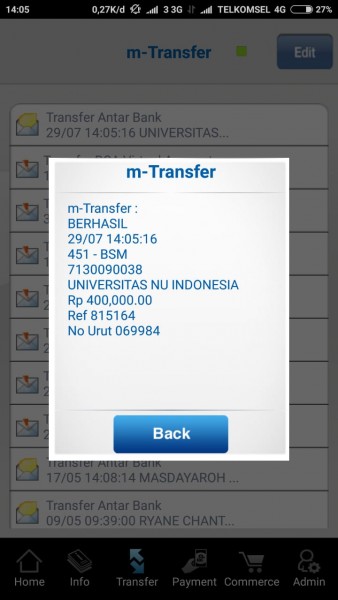 14:05 0,27K/d 3 3G TELKOMSEL 4G 27%
m-Transfer Edit
Transfer Antar Bank
29/07 14:05:16 UNIVERSITAS...
m-Transfer
m-Transfer :
BERHASIL
29/07 14:05:16
451 - BSM
7130090038
UNIVERSITAS NU INDONESIA
Rp 400,000.00
Ref 815164
No Urut 069984
Back
Transfer Antar Bank
17/05 14:08:14 MASDAYAROH ...
Transfer Antar Bank
09/05 09:39:00 RYANE CHANT...
Home Info Transfer Payment Commerce Admin